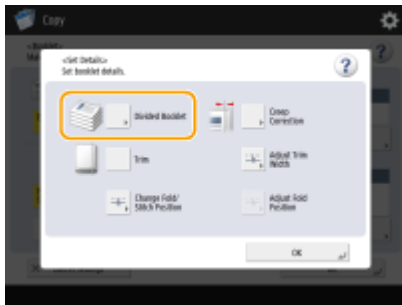 Copy
<Set Details>
Set booklet details.
?
Divided Booklet
Creep
Correction
Trim
Adjust Trim
Width
Change Fold/
Stitch Position
Adjust Fold
Position
OK